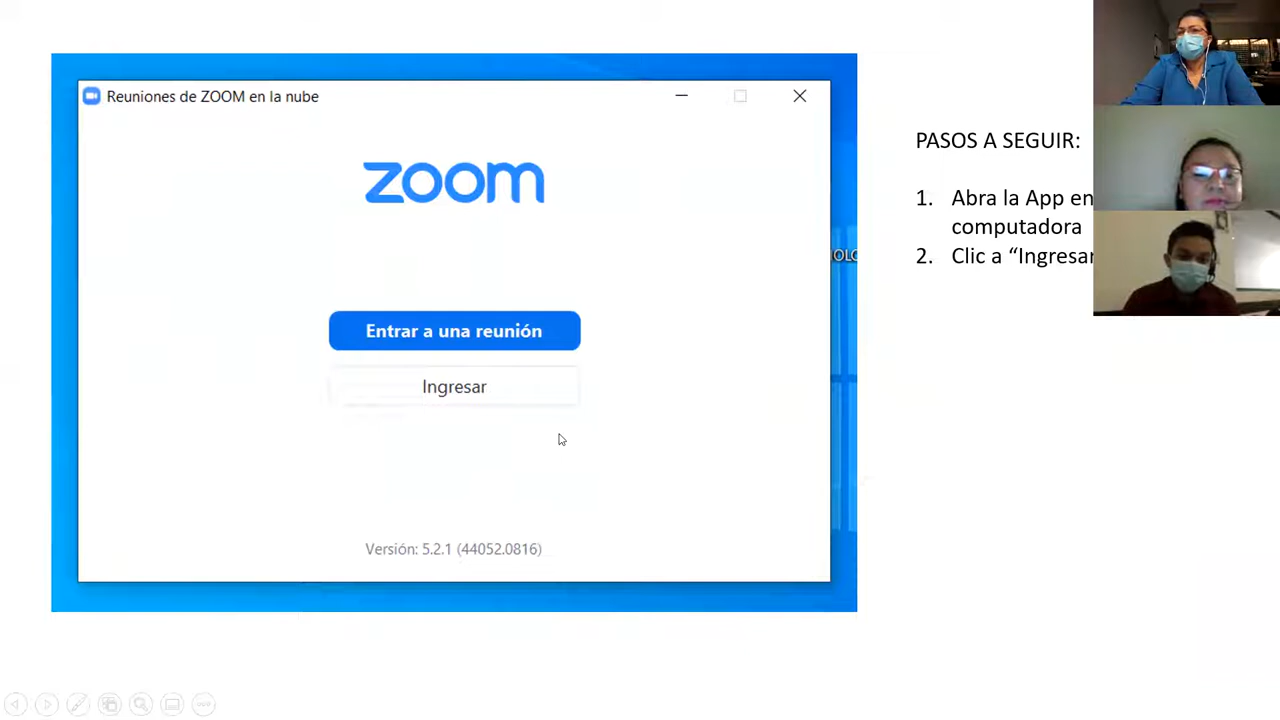 Reuniones de ZOOM en la nube
zoom
Entrar a una reunión
Ingresar
Versión: 5.2.1 (44052.0816)
PASOS A SEGUIR:
1. Abra la App en
computadora
2. Clic a “Ingresar